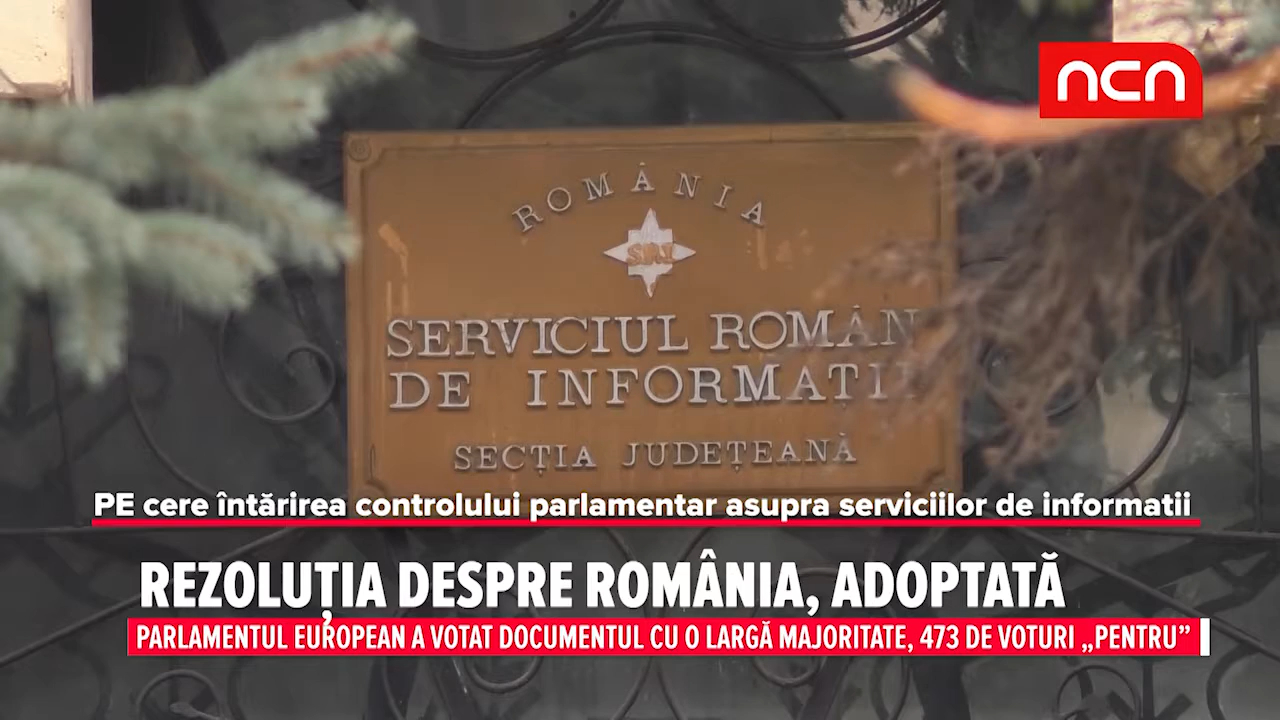 ncn
ROMÂNIA
SRI
SERVICIUL ROMÂN
DE INFORMAȚII
SECȚIA JUDEȚEANĂ
PE cere întărirea controlului parlamentar asupra serviciilor de informatii
REZOLUȚIA DESPRE ROMÂNIA, ADOPTATĂ
PARLAMENTUL EUROPEAN A VOTAT DOCUMENTUL CU O LARGĂ MAJORITATE, 473 DE VOTURI „PENTRU”